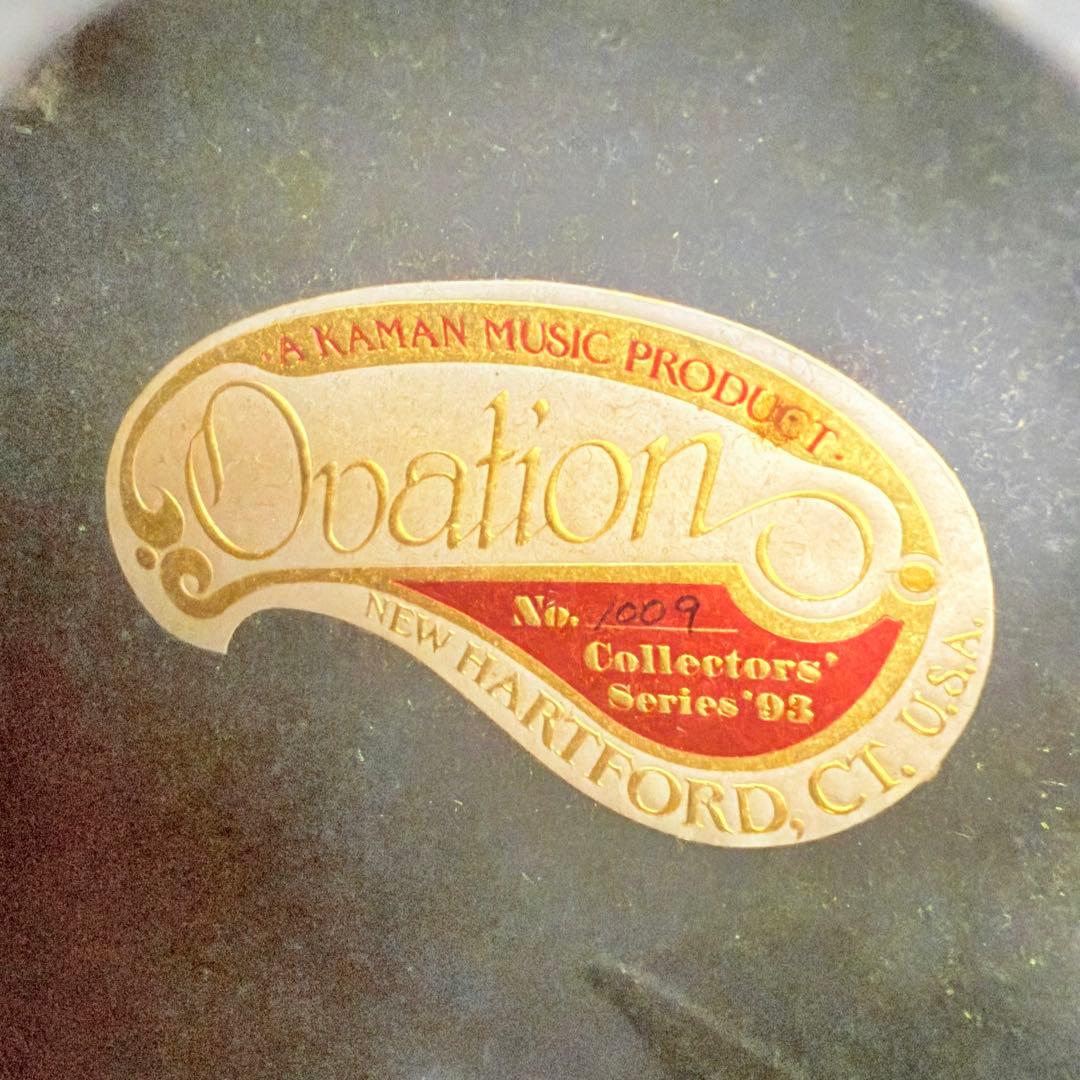 · A KAMAN MUSIC PRODUCT ·
Ovation
No. 1009
Collectors'
Series '93
NEW HARTFORD, CT. U.S.A.